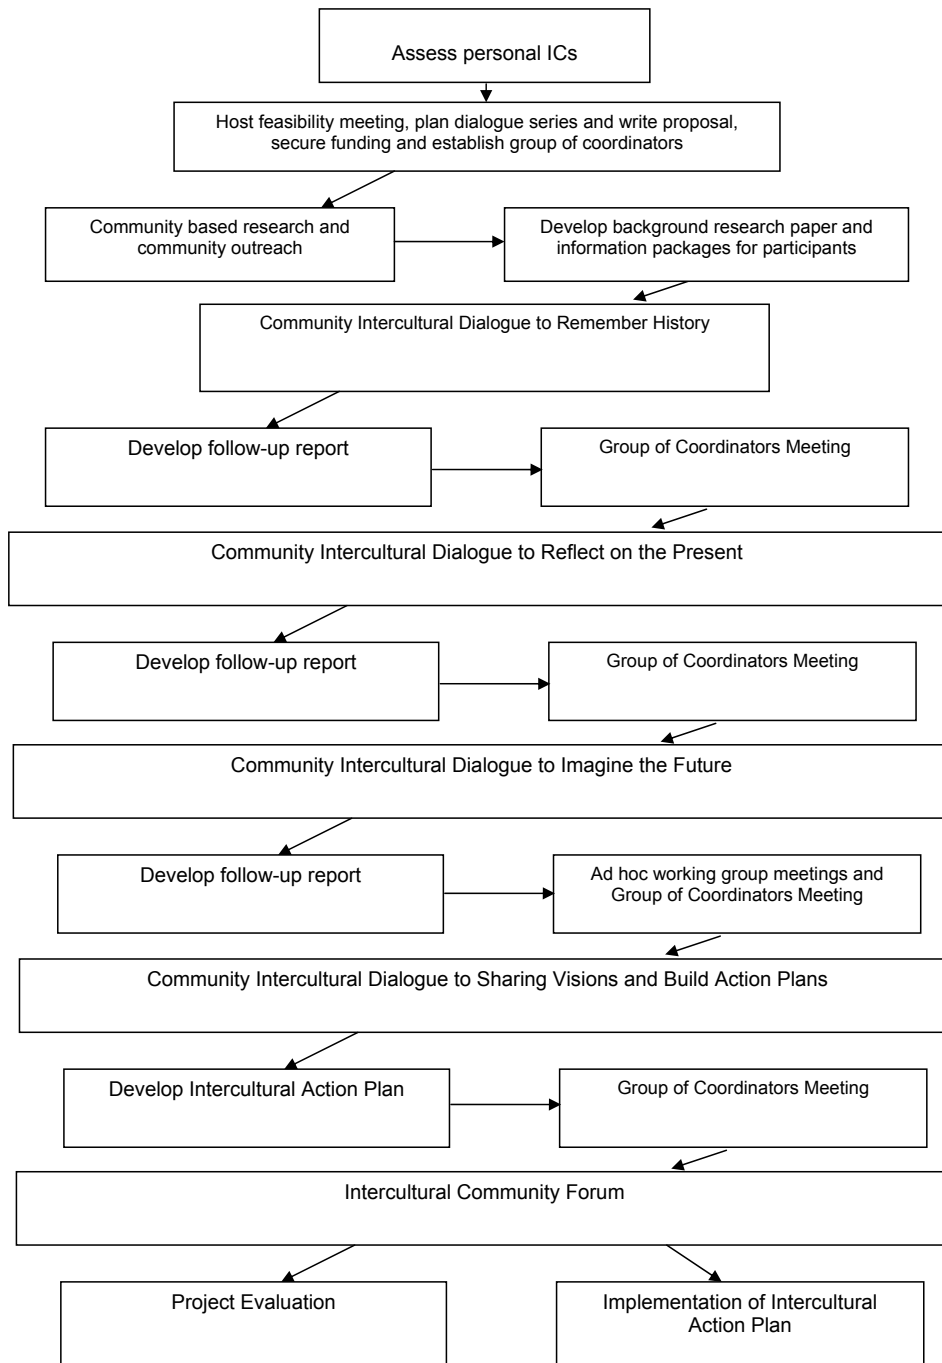 Assess personal ICs
Host feasibility meeting, plan dialogue series and write proposal,
secure funding and establish group of coordinators
Community based research and
community outreach
Develop background research paper and
information packages for participants
Community Intercultural Dialogue to Remember History
Develop follow-up report
Group of Coordinators Meeting
Community Intercultural Dialogue to Reflect on the Present
Develop follow-up report
Group of Coordinators Meeting
Community Intercultural Dialogue to Imagine the Future
Develop follow-up report
Ad hoc working group meetings and
Group of Coordinators Meeting
Community Intercultural Dialogue to Sharing Visions and Build Action Plans
Develop Intercultural Action Plan
Group of Coordinators Meeting
Intercultural Community Forum
Project Evaluation
Implementation of Intercultural
Action Plan